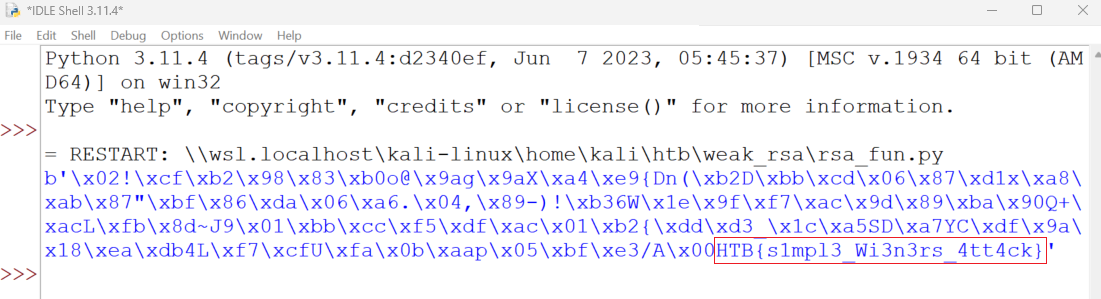 *IDLE Shell 3.11.4*
File Edit Shell Debug Options Window Help
Python 3.11.4 (tags/v3.11.4:d2340ef, Jun  7 2023, 05:45:37) [MSC v.1934 64 bit (AM
D64)] on win32
Type "help", "copyright", "credits" or "license()" for more information.
>>>
= RESTART: \\wsl.localhost\kali-linux\home\kali\htb\weak_rsa\rsa_fun.py
b'\x02!\xcf\xb2\x98\x83\xb0o@\x9ag\x9aX\xa4\xe9{Dn(\xb2D\xbb\xcd\x06\x87\xd1x\xa8\
xab\x87"\xbf\x86\xda\x06\xa6.\x04,\x89-)!\xb36W\x1e\x9f\xf7\xac\x9d\x89\xba\x90Q+\
xacL\xfb\x8d~J9\x01\xbb\xcc\xf5\xdf\xac\x01\xb2{\xdd\xd3_\x1c\xa5SD\xa7YC\xdf\x9a\
x18\xea\xdb4L\xf7\xcfU\xfa\x0b\xaap\x05\xbf\xe3/A\x00HTB{s1mpl3_Wi3n3rs_4tt4ck}'
>>>